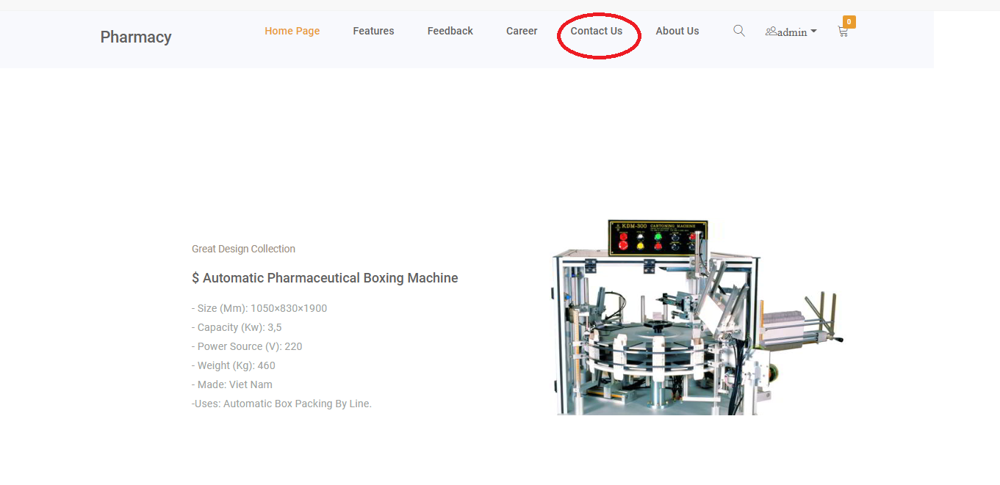 Pharmacy
Home Page Features Feedback Career Contact Us About Us admin 0
Great Design Collection
$ Automatic Pharmaceutical Boxing Machine
- Size (Mm): 1050×830×1900
- Capacity (Kw): 3,5
- Power Source (V): 220
- Weight (Kg): 460
- Made: Viet Nam
-Uses: Automatic Box Packing By Line.
KDM-300 CARTONING MACHINE